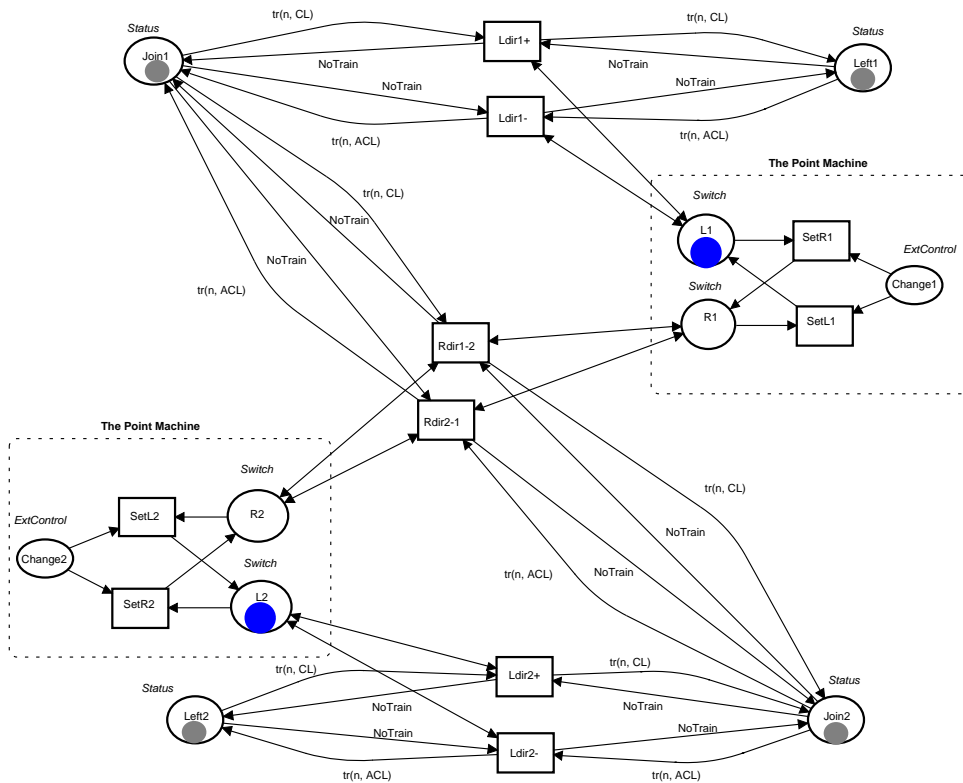 tr(n, CL)
tr(n, CL)
Status
Status
Ldir1+
Join1
Left1
NoTrain
NoTrain
NoTrain
NoTrain
Ldir1-
tr(n, ACL)
tr(n, ACL)
The Point Machine
tr(n, CL)
Switch
L1
SetR1
NoTrain
ExtControl
NoTrain
Change1
tr(n, ACL)
Switch
R1
SetL1
Rdir1-2
Rdir2-1
The Point Machine
Switch
tr(n, CL)
SetL2
R2
ExtControl
NoTrain
Change2
Switch
tr(n, ACL)
NoTrain
SetR2
L2
tr(n, CL)
tr(n, CL)
Ldir2+
Status
Status
NoTrain
NoTrain
Left2
Join2
NoTrain
NoTrain
Ldir2-
tr(n, ACL)
tr(n, ACL)